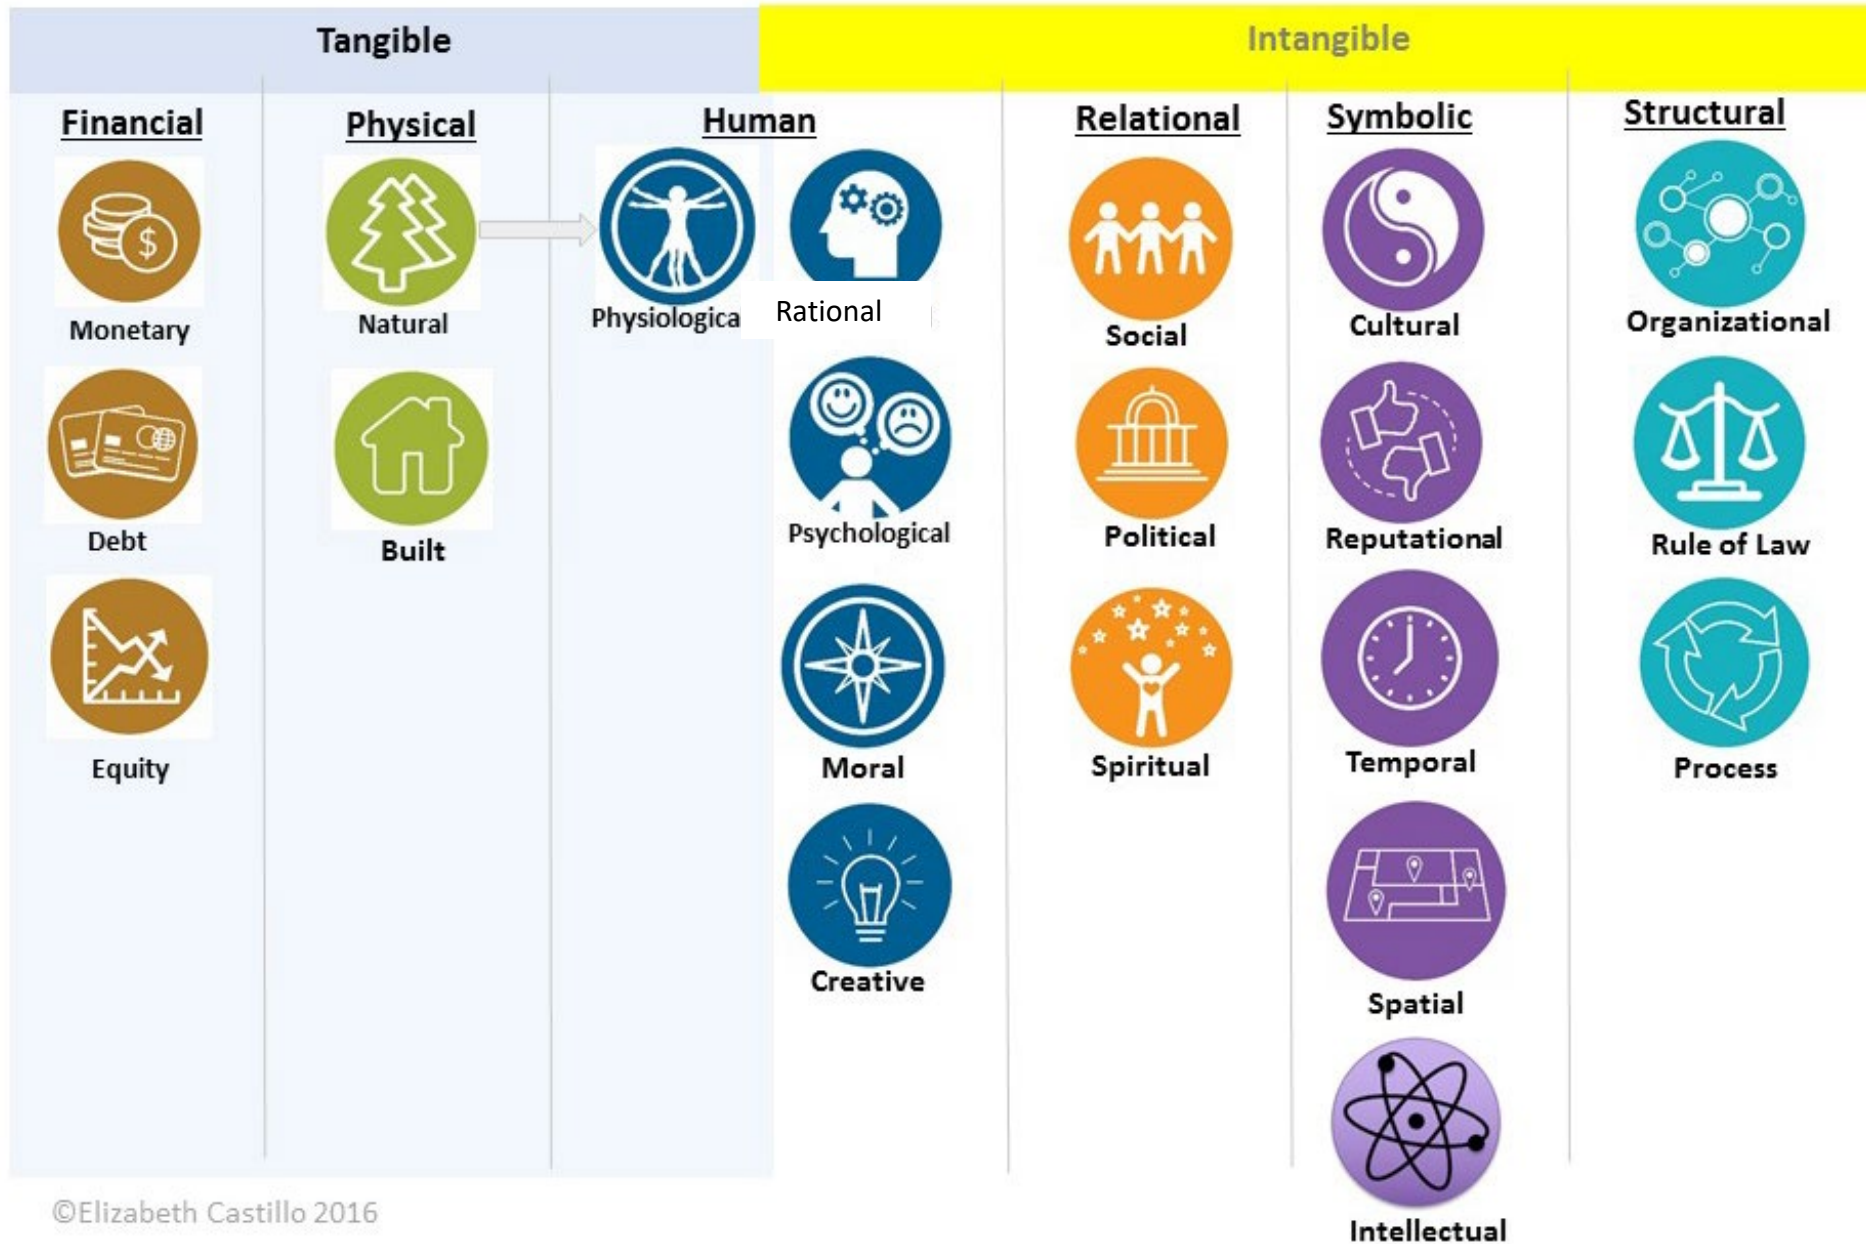 Tangible
Intangible
Financial
Physical
Human
Relational
Symbolic
Structural
$
Monetary
Natural
Physiologica
Rational
Social
Cultural
Organizational
Debt
Built
Psychological
Political
Reputational
Rule of Law
Equity
Moral
Spiritual
Temporal
Process
Creative
Spatial
Intellectual
©Elizabeth Castillo 2016